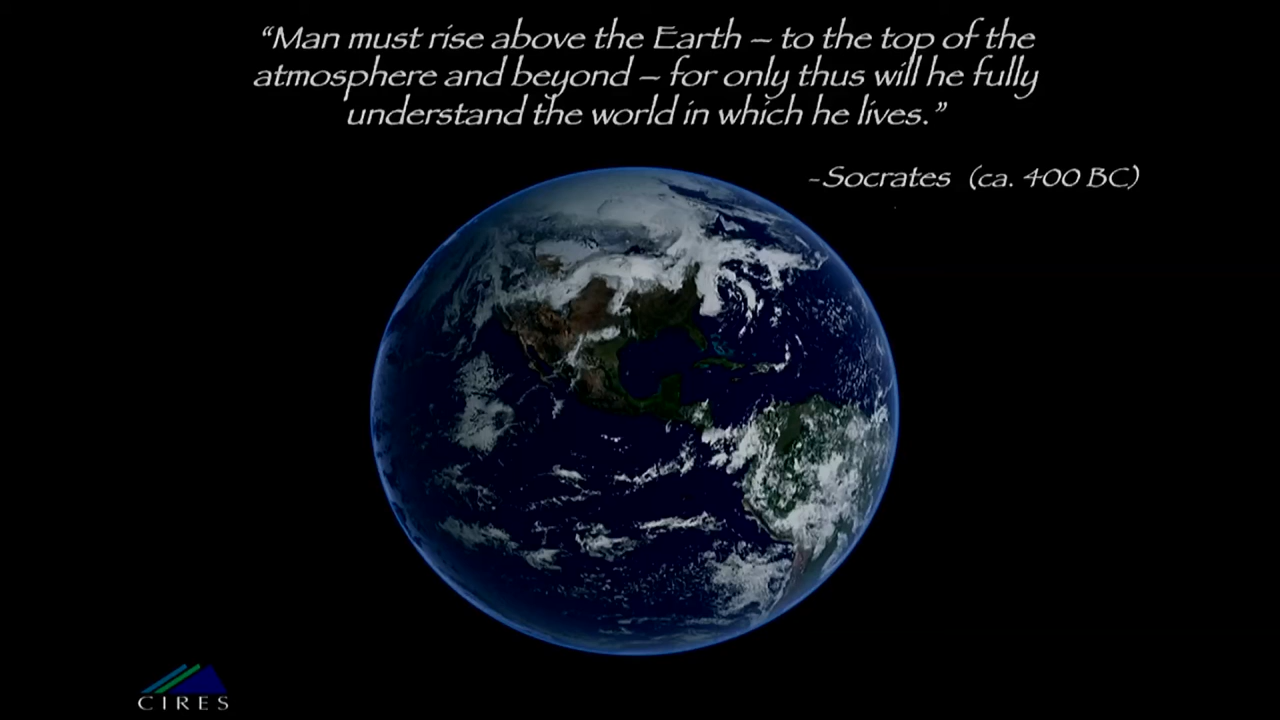 “Man must rise above the Earth – to the top of the
atmosphere and beyond – for only thus will he fully
understand the world in which he lives.”
-Socrates (ca. 400 BC)
CIRES